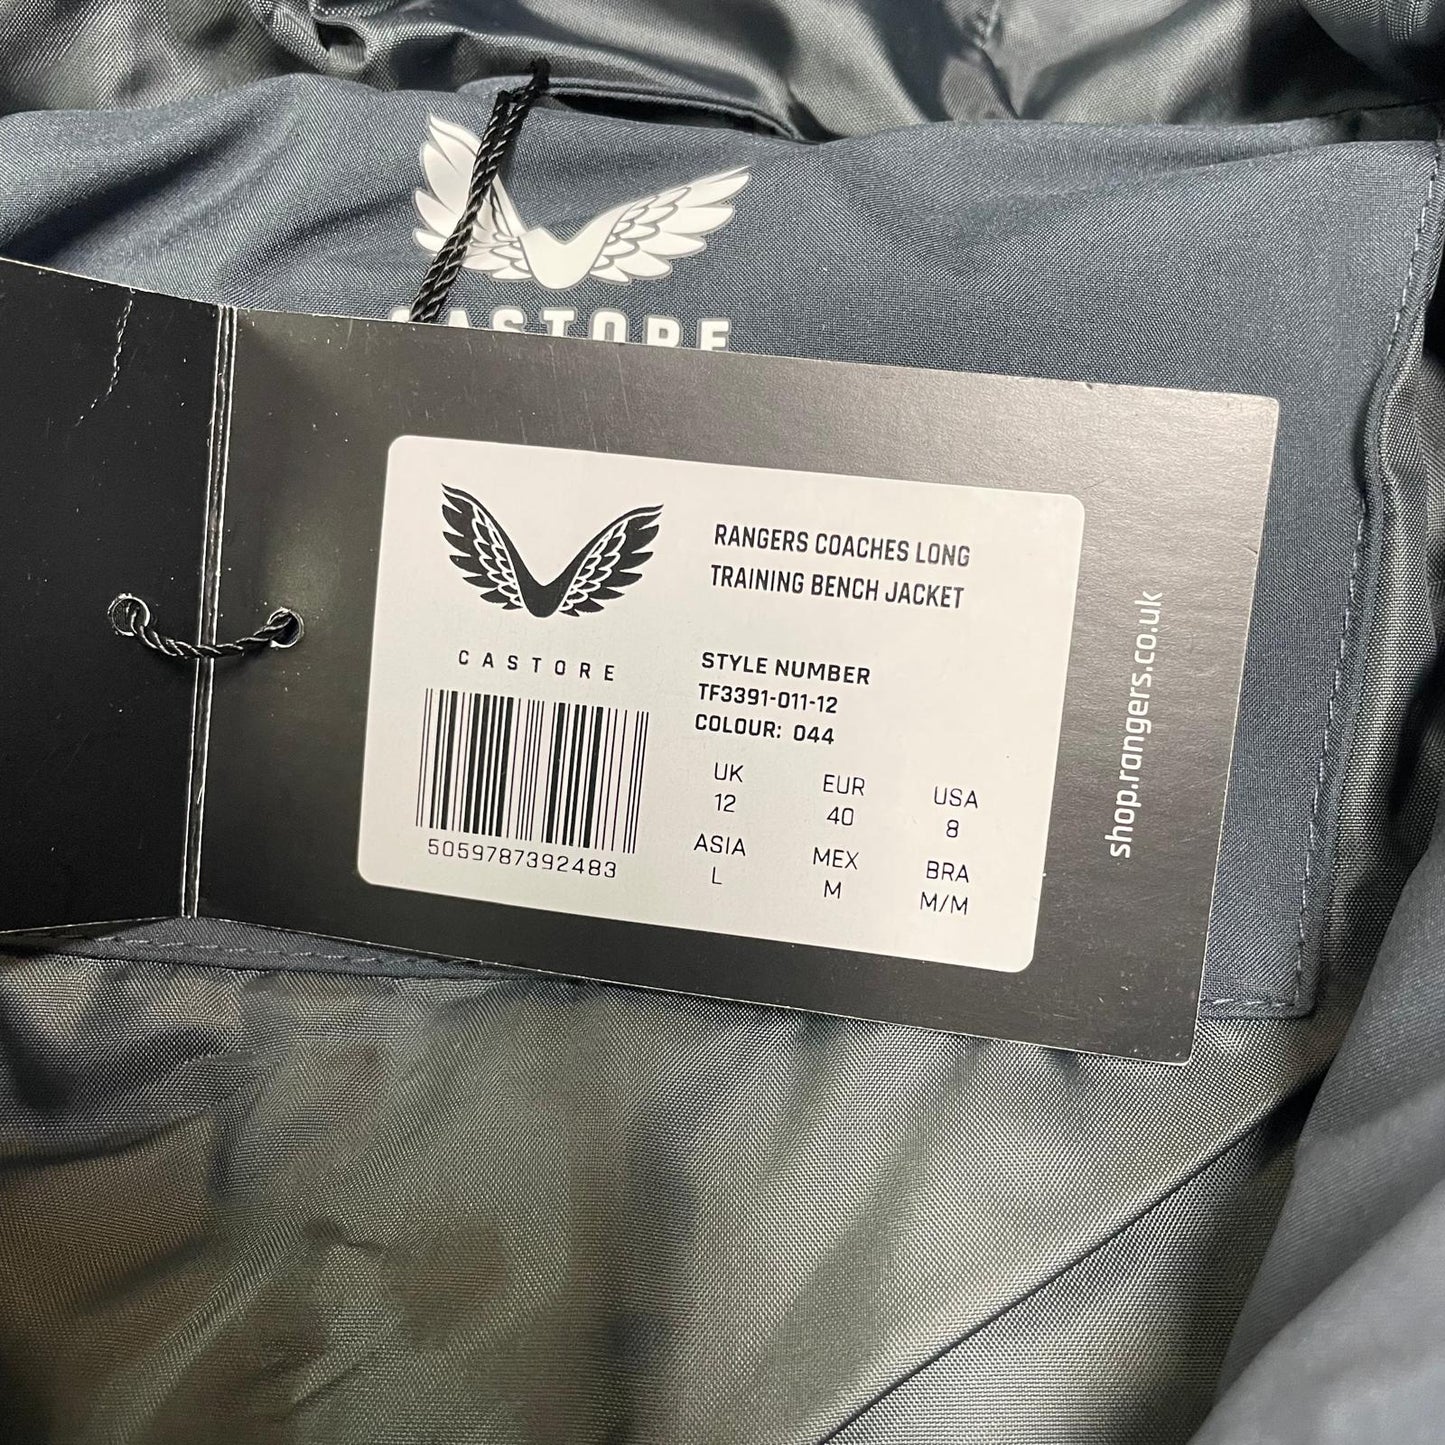 CASTORE
RANGERS COACHES LONG
TRAINING BENCH JACKET
CASTORE
STYLE NUMBER
TF3391-011-12
COLOUR: 044
5059787392483
UK EUR USA
12 40 8
ASIA MEX BRA
L M M/M
shop.rangers.co.uk